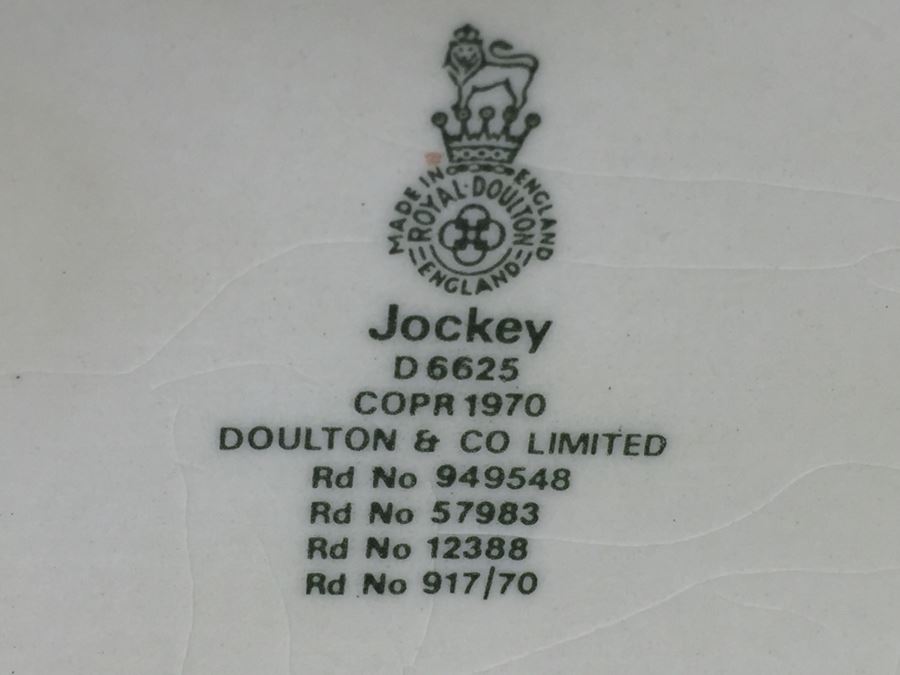 MADE IN ENGLAND
ROYAL·DOULTON
ENGLAND
Jockey
D 6625
COPR 1970
DOULTON & CO LIMITED
Rd No 949548
Rd No 57983
Rd No 12388
Rd No 917/70